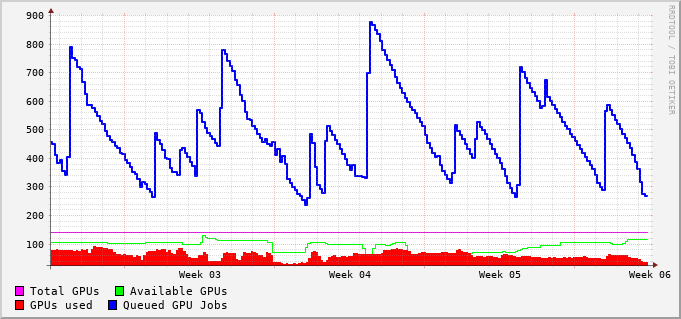 900
800
700
600
500
400
300
200
100
Week 03 Week 04 Week 05 Week 06
Total GPUs Available GPUs
GPUs used Queued GPU Jobs
RRDTOOL / TOBI OETIKER